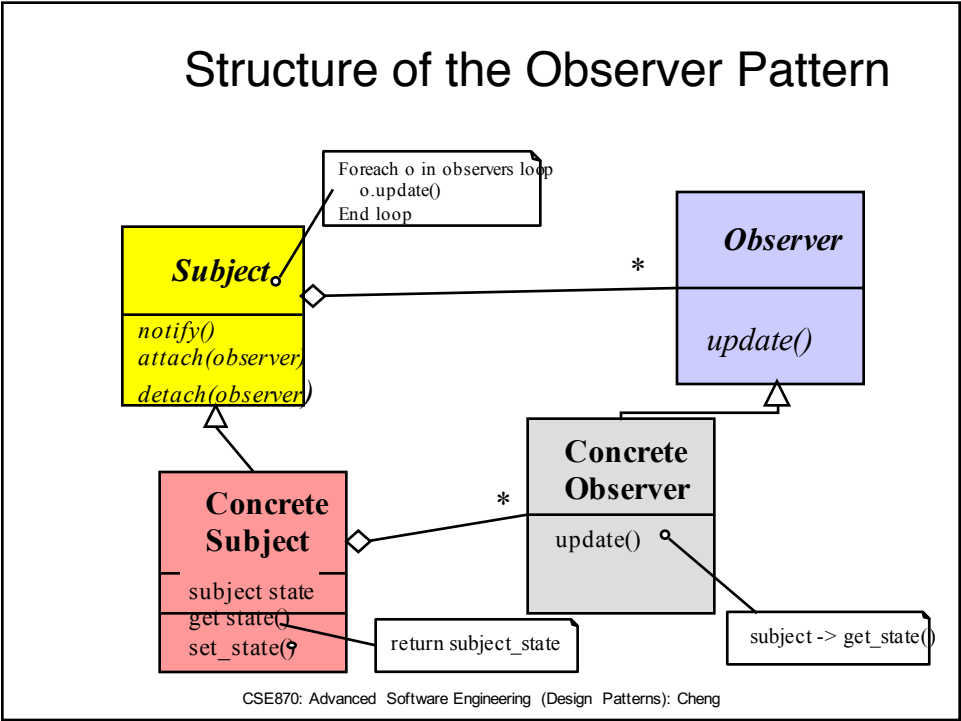 Structure of the Observer Pattern
Foreach o in observers loop
o.update()
End loop
Subject
notify()
attach(observer)
detach(observer)
*
Observer
update()
Concrete
Subject
subject state
get state()
set_state()
return subject_state
*
Concrete
Observer
update()
subject -> get_state()
CSE870: Advanced Software Engineering (Design Patterns): Cheng